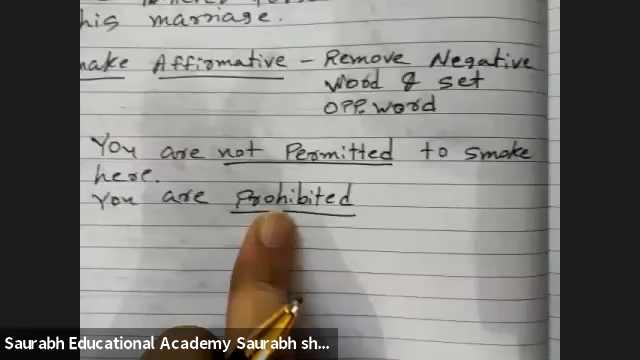 his marriage.
make Affirmative - Remove Negative
word & set
OPP. word
You are not Permitted to smoke
here.
You are Prohibited
Saurabh Educational Academy Saurabh sh...